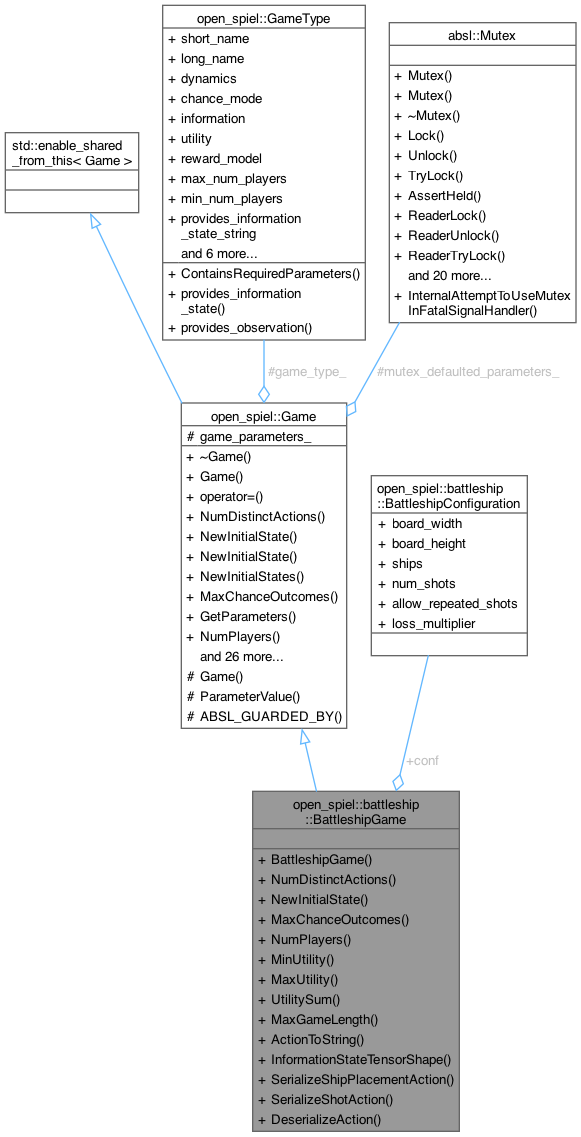 open_spiel::GameType
+ short_name
+ long_name
+ dynamics
+ chance_mode
+ information
+ utility
+ reward_model
+ max_num_players
+ min_num_players
+ provides_information
_state_string
and 6 more...
+ ContainsRequiredParameters()
+ provides_information
_state()
+ provides_observation()
absl::Mutex
+ Mutex()
+ Mutex()
+ ~Mutex()
+ Lock()
+ Unlock()
+ TryLock()
+ AssertHeld()
+ ReaderLock()
+ ReaderUnlock()
+ ReaderTryLock()
and 20 more...
+ InternalAttemptToUseMutex
InFatalSignalHandler()
std::enable_shared
_from_this< Game >
#game_type_
#mutex_defaulted_parameters_
open_spiel::Game
# game_parameters_
+ ~Game()
+ Game()
+ operator=()
+ NumDistinctActions()
+ NewInitialState()
+ NewInitialState()
+ NewInitialStates()
+ MaxChanceOutcomes()
+ GetParameters()
+ NumPlayers()
and 26 more...
# Game()
# ParameterValue()
# ABSL_GUARDED_BY()
open_spiel::battleship
::BattleshipConfiguration
+ board_width
+ board_height
+ ships
+ num_shots
+ allow_repeated_shots
+ loss_multiplier
+conf
open_spiel::battleship
::BattleshipGame
+ BattleshipGame()
+ NumDistinctActions()
+ NewInitialState()
+ MaxChanceOutcomes()
+ NumPlayers()
+ MinUtility()
+ MaxUtility()
+ UtilitySum()
+ MaxGameLength()
+ ActionToString()
+ InformationStateTensorShape()
+ SerializeShipPlacementAction()
+ SerializeShotAction()
+ DeserializeAction()